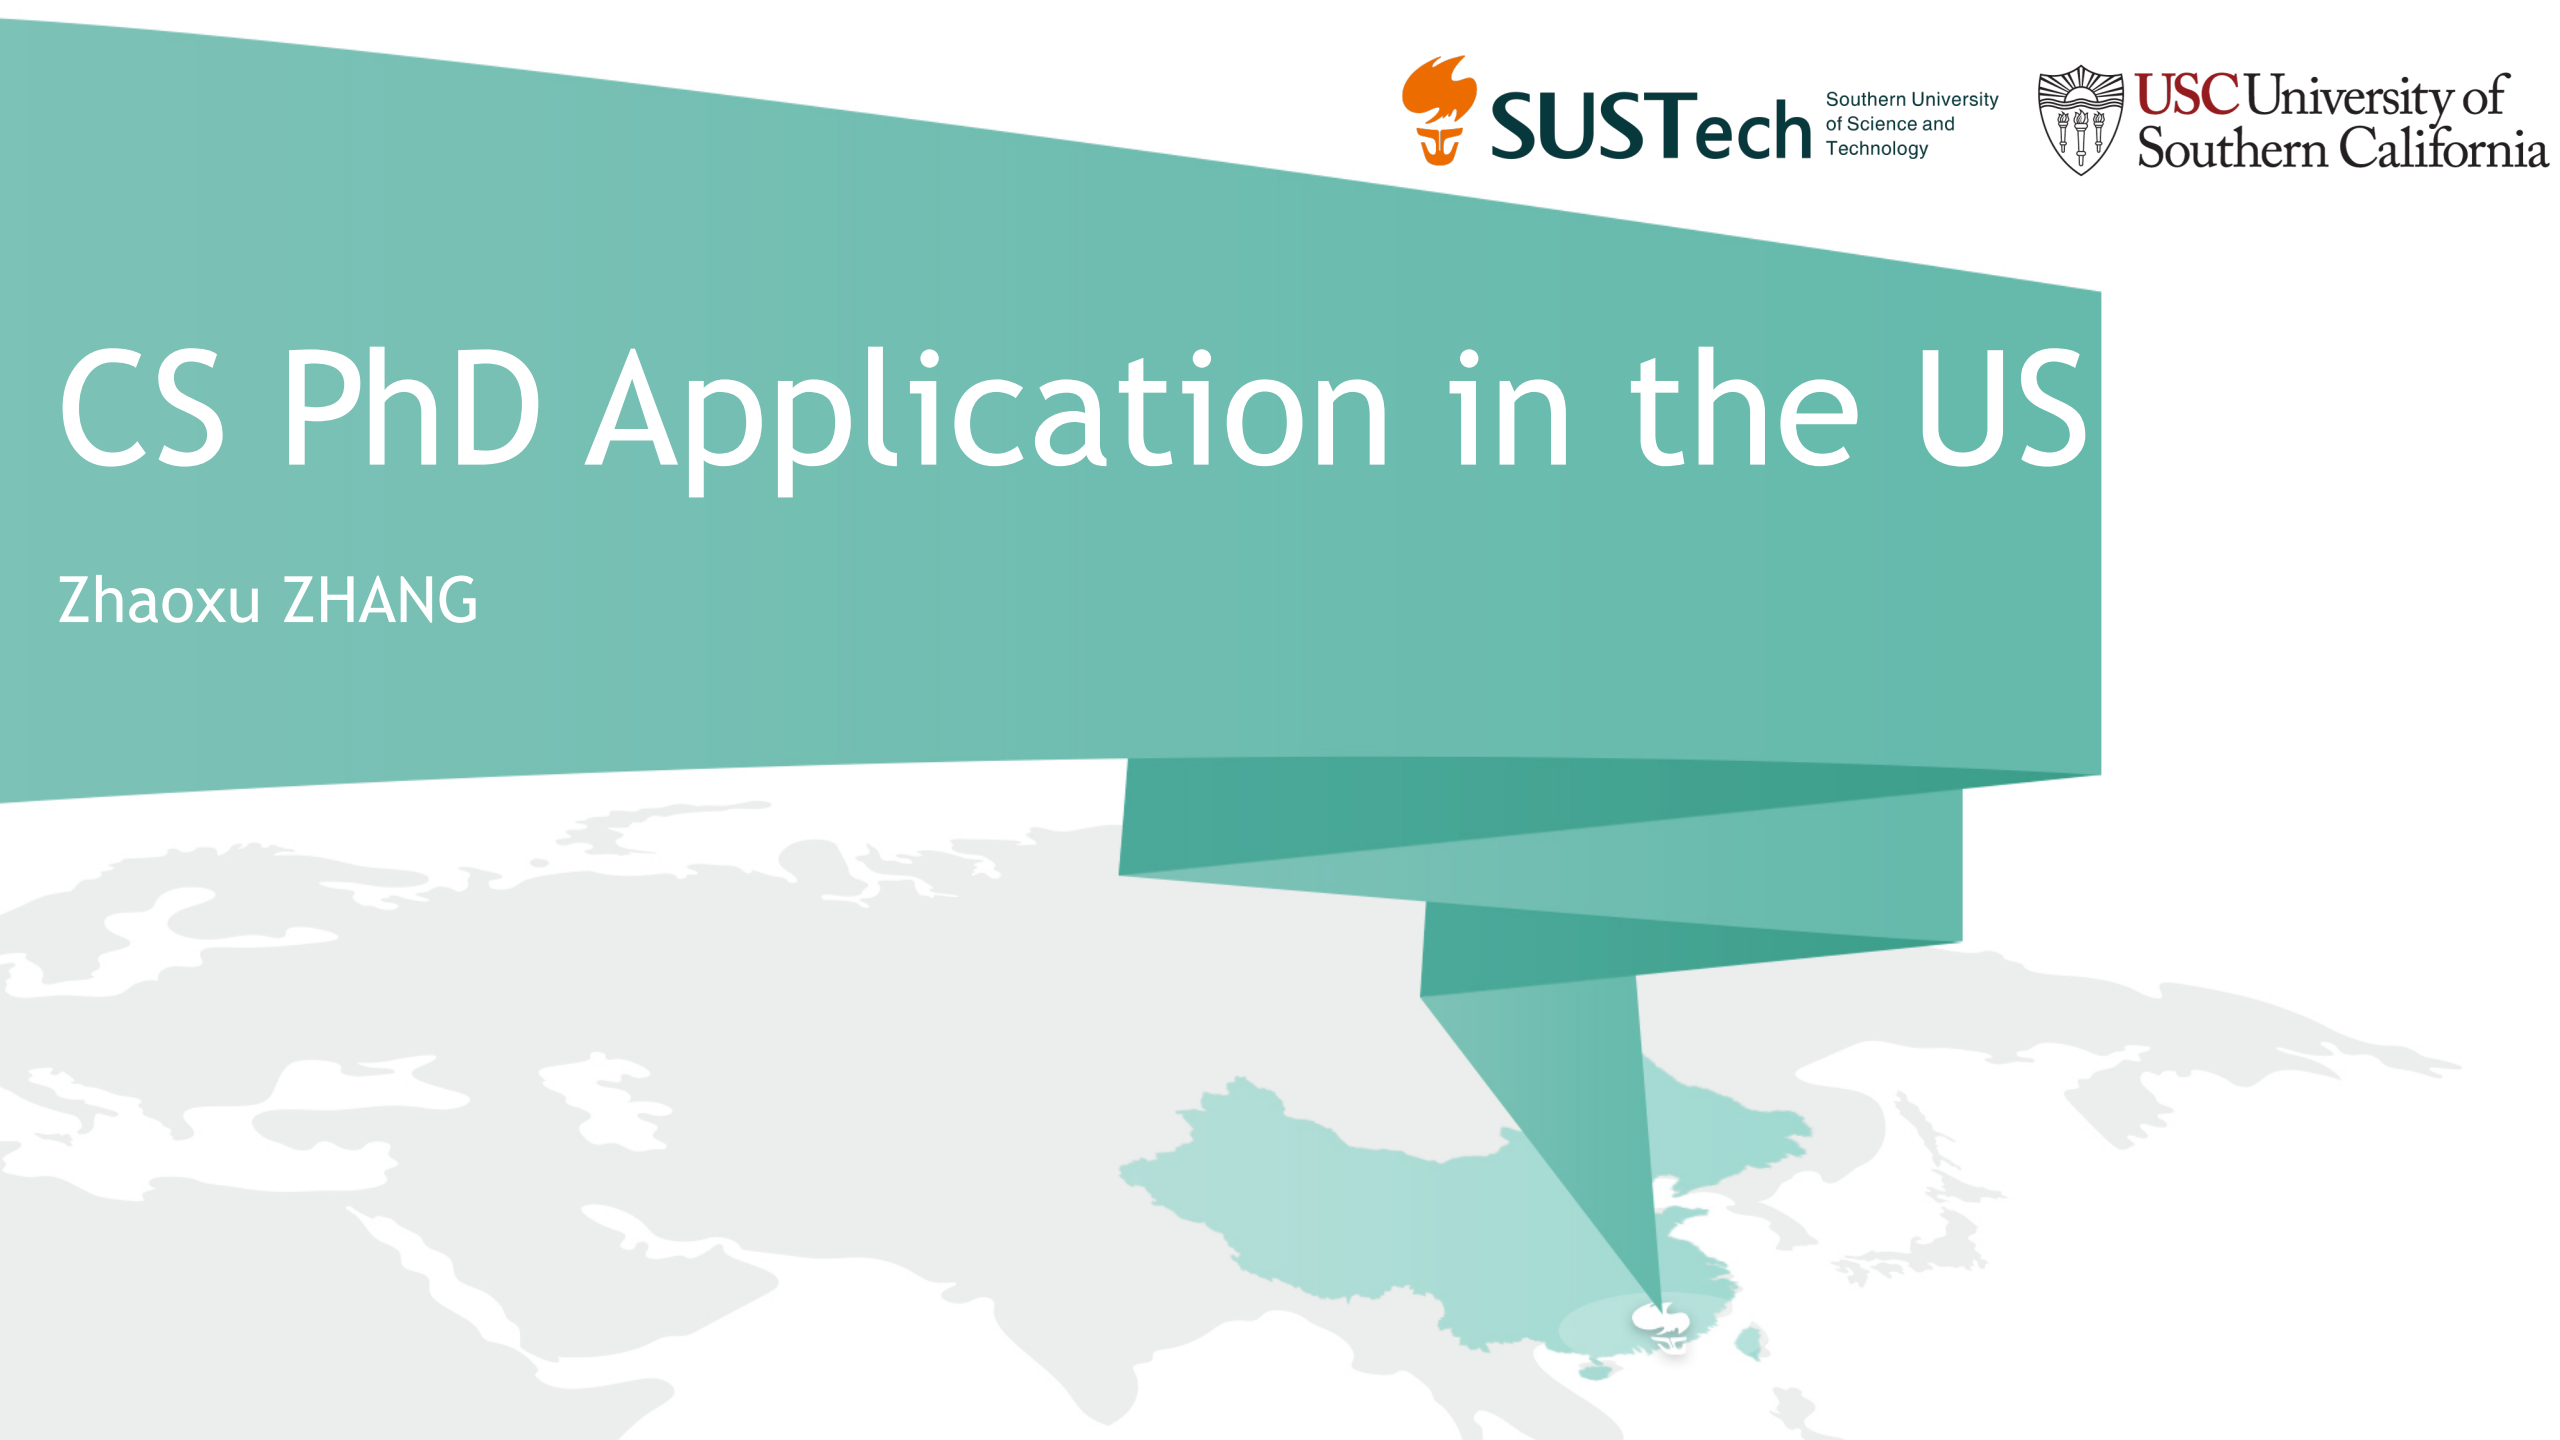 SUSTech
Southern University
of Science and
Technology
USC University of
Southern California
CS PhD Application in the US
Zhaoxu ZHANG